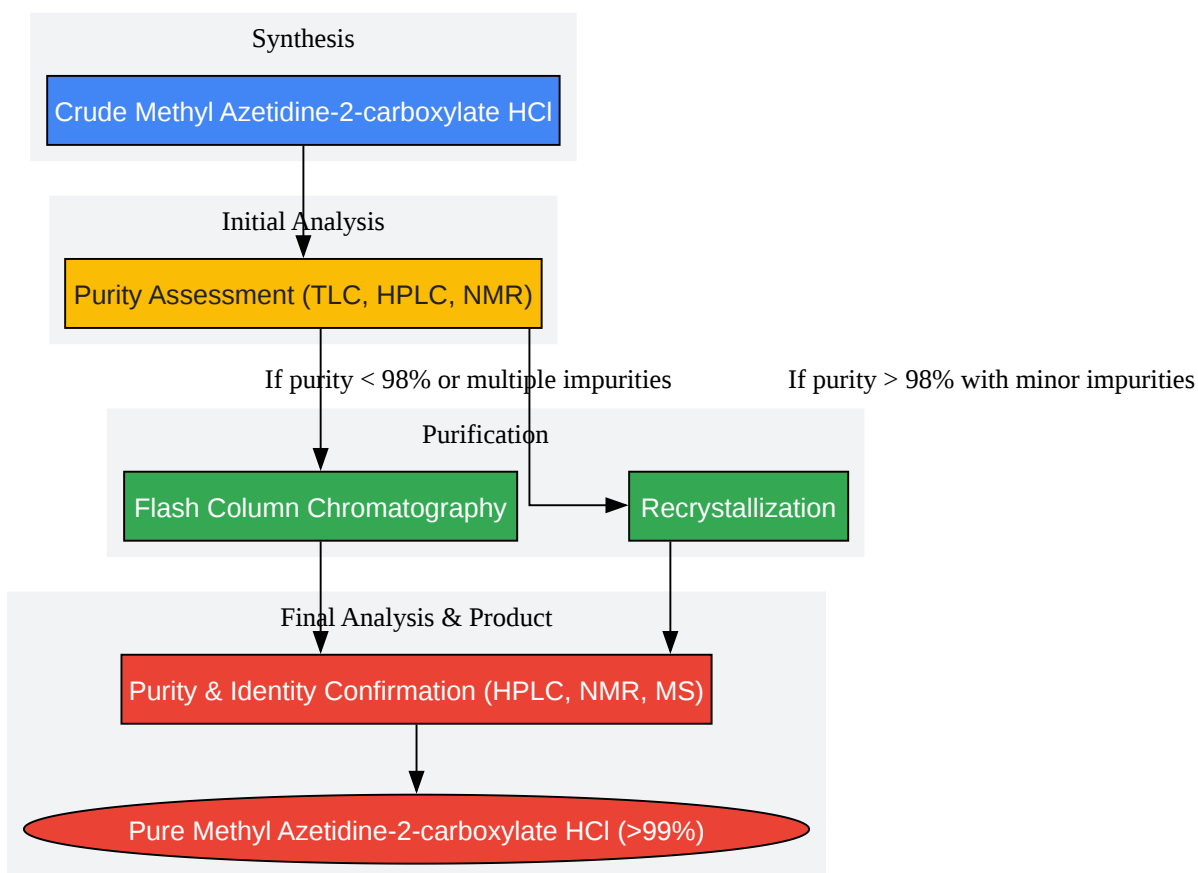 Synthesis
Crude Methyl Azetidine-2-carboxylate HCl
Initial Analysis
Purity Assessment (TLC, HPLC, NMR)
If purity < 98% or multiple impurities
If purity > 98% with minor impurities
Purification
Flash Column Chromatography
Recrystallization
Final Analysis & Product
Purity & Identity Confirmation (HPLC, NMR, MS)
Pure Methyl Azetidine-2-carboxylate HCl (>99%)